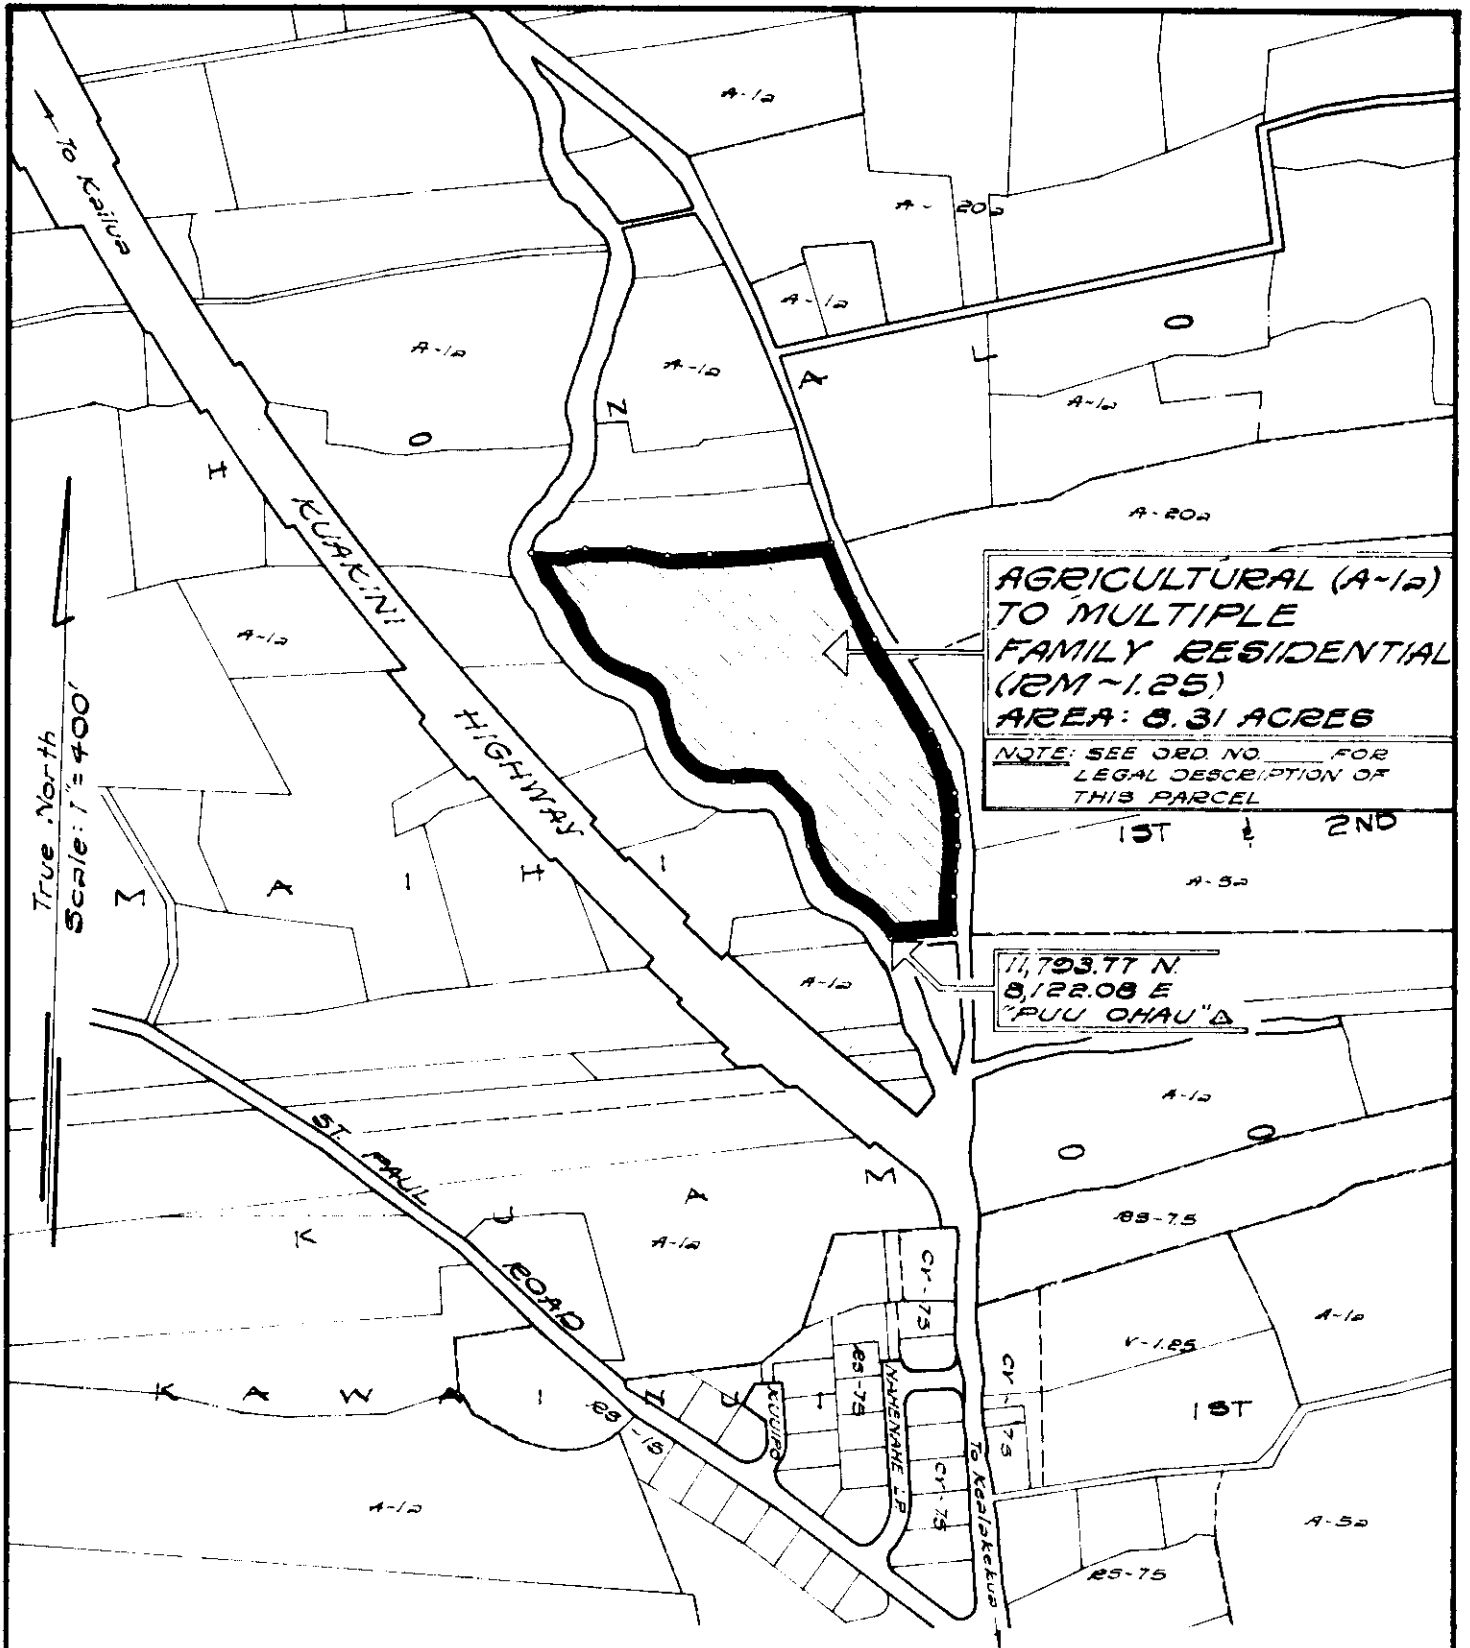 To Kailua
A-1a
A-20a
A-1a
A-1a
A-1a
A-1a
A-20a
KUAKINI
HIGHWAY
AGRICULTURAL (A~1a)
TO MULTIPLE
FAMILY RESIDENTIAL
(RM~1.25)
AREA: 8.31 ACRES
NOTE: SEE ORD. NO. ____ FOR
LEGAL DESCRIPTION OF
THIS PARCEL
True North
Scale: 1"=400'
A-1a
1ST & 2ND
A-5a
A-1a
11,793.77 N.
8,122.08 E
"PUU OHAU" Δ
A-1a
ST. PAUL
ROAD
A-1a
RS-7.5
CV-7.5
V-1.25
A-1a
CV-7.5
1ST
K A W A I
RS-15
KUUIPO
RS-7.5
NAHENAHE LP
CV-7.5
To Kealakekua
A-1a
A-5a
RS-7.5